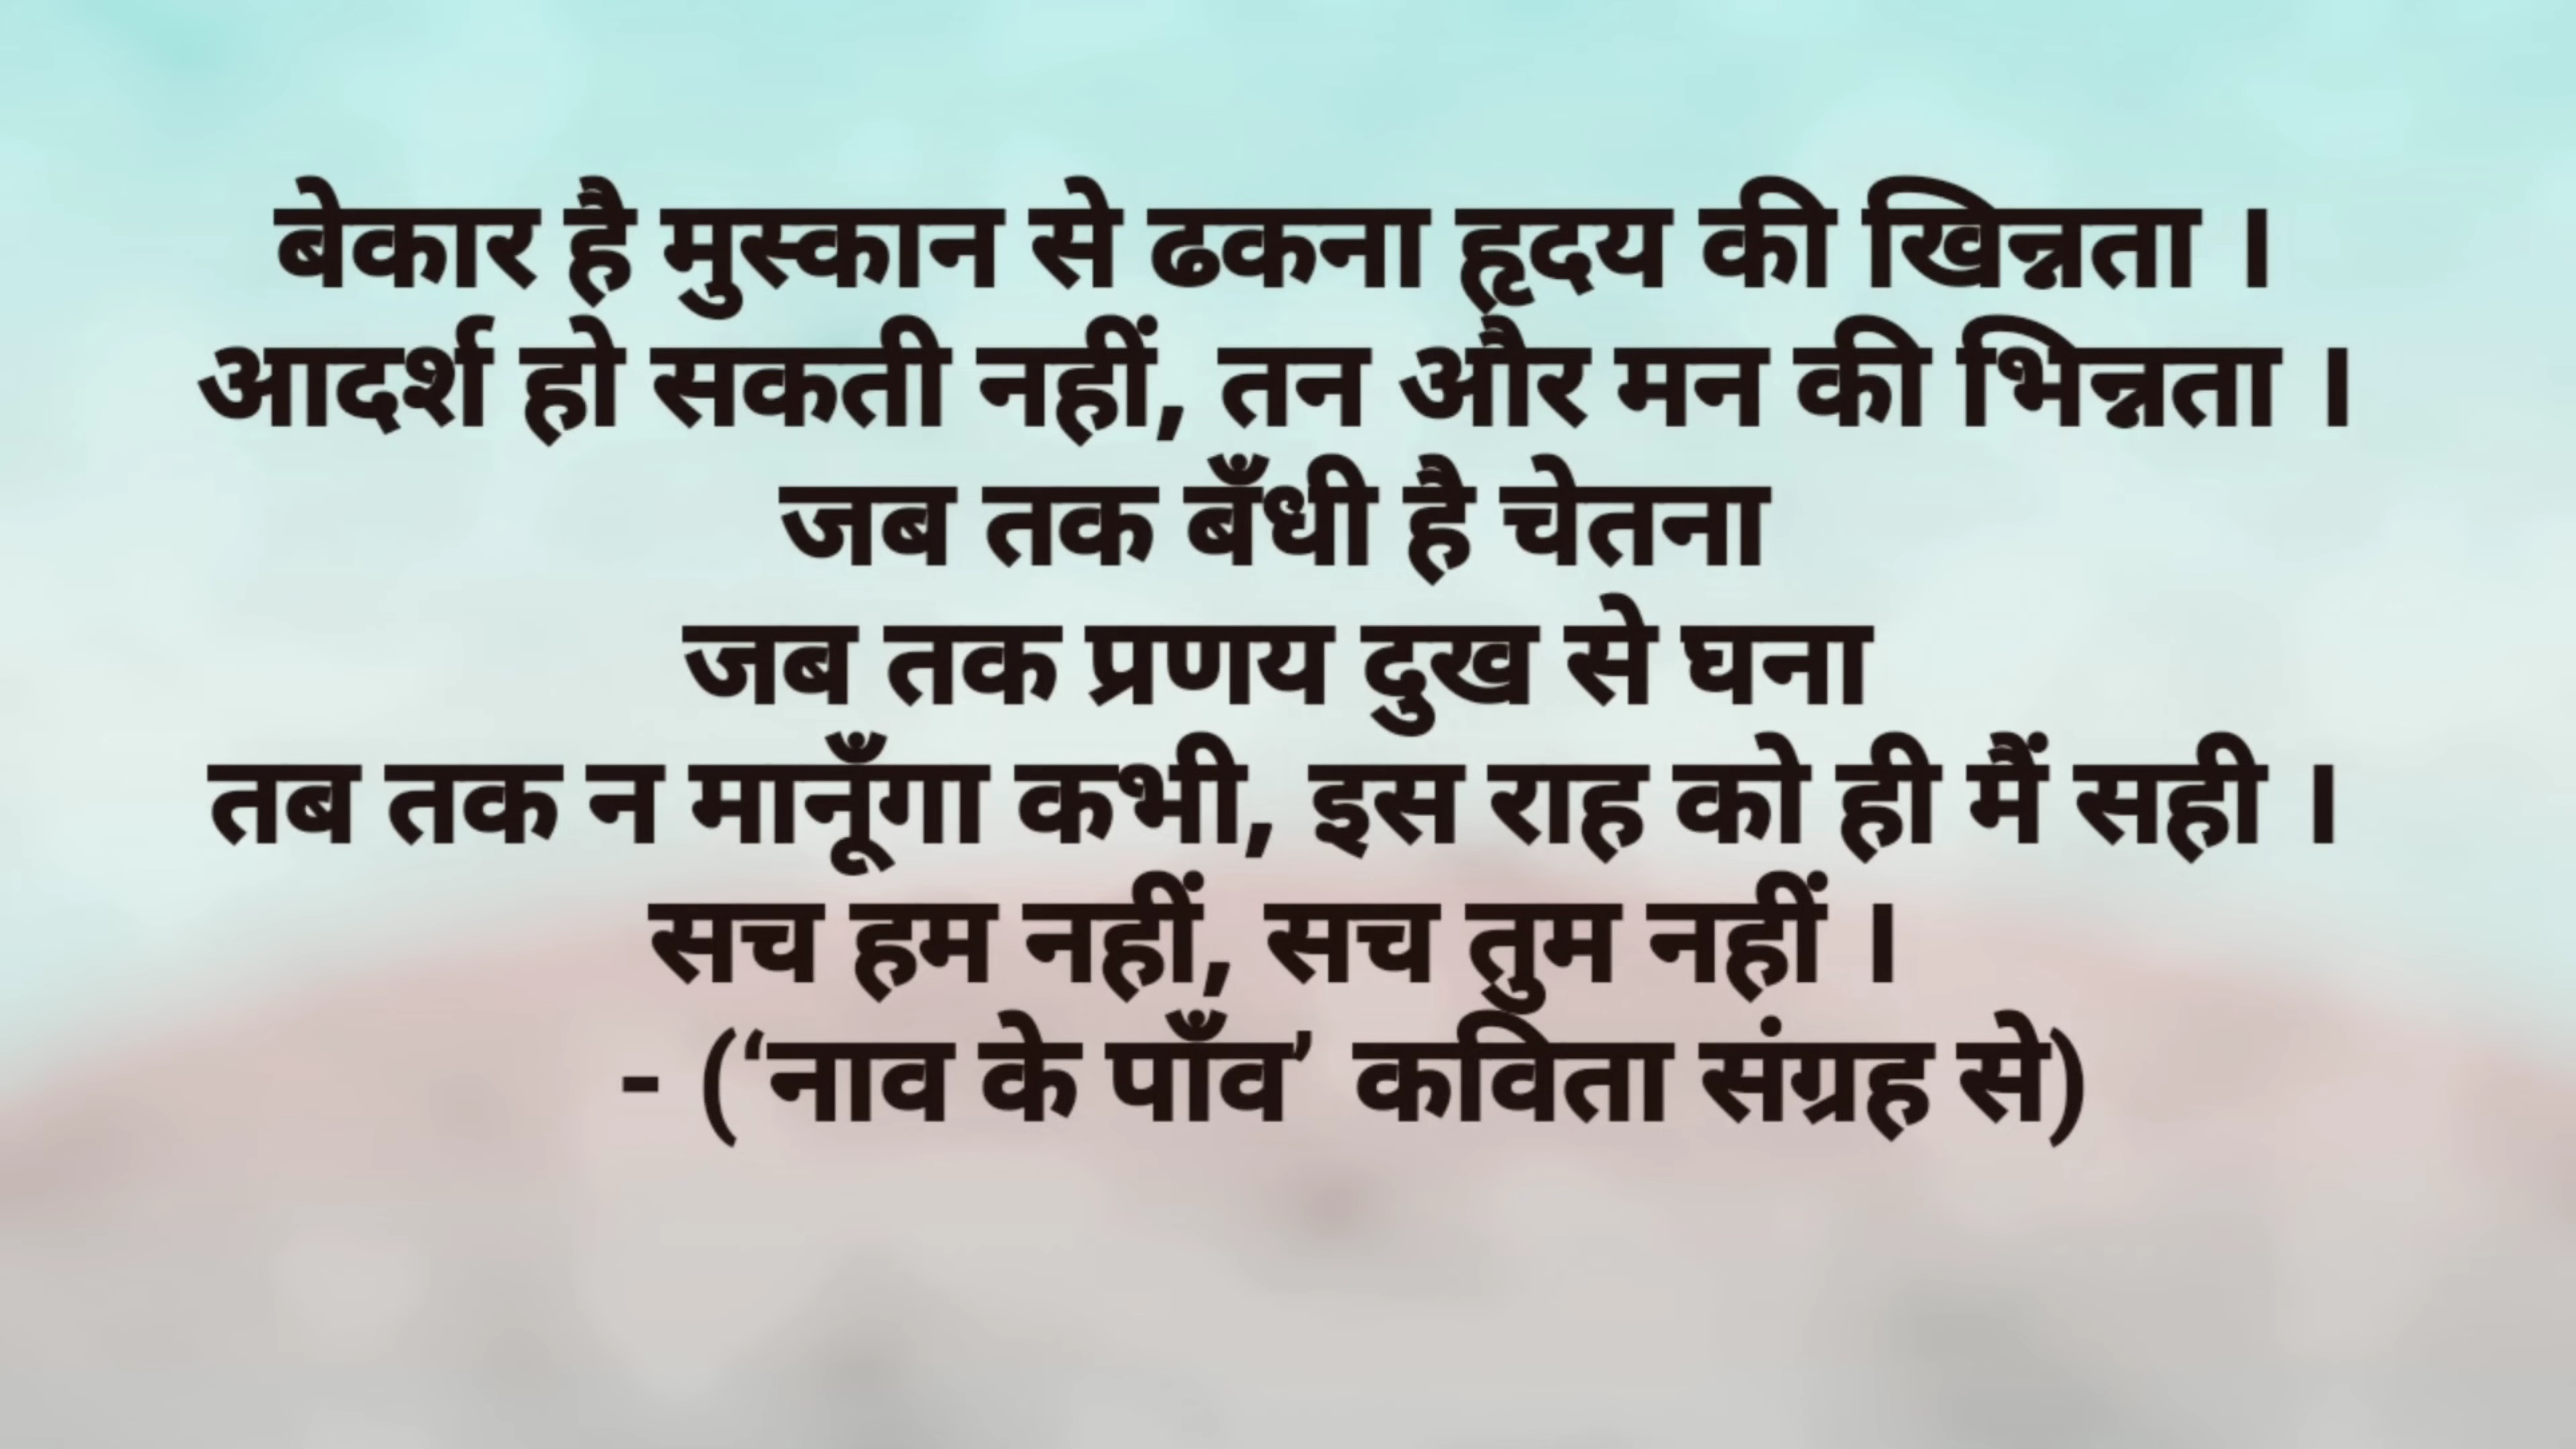 बेकार है मुस्कान से ढकना हृदय की खिन्नता ।
आदर्श हो सकती नहीं, तन और मन की भिन्नता ।
जब तक बँधी है चेतना
जब तक प्रणय दुख से घना
तब तक न मानूँगा कभी, इस राह को ही मैं सही ।
सच हम नहीं, सच तुम नहीं ।
- (‘नाव के पाँव’ कविता संग्रह से)